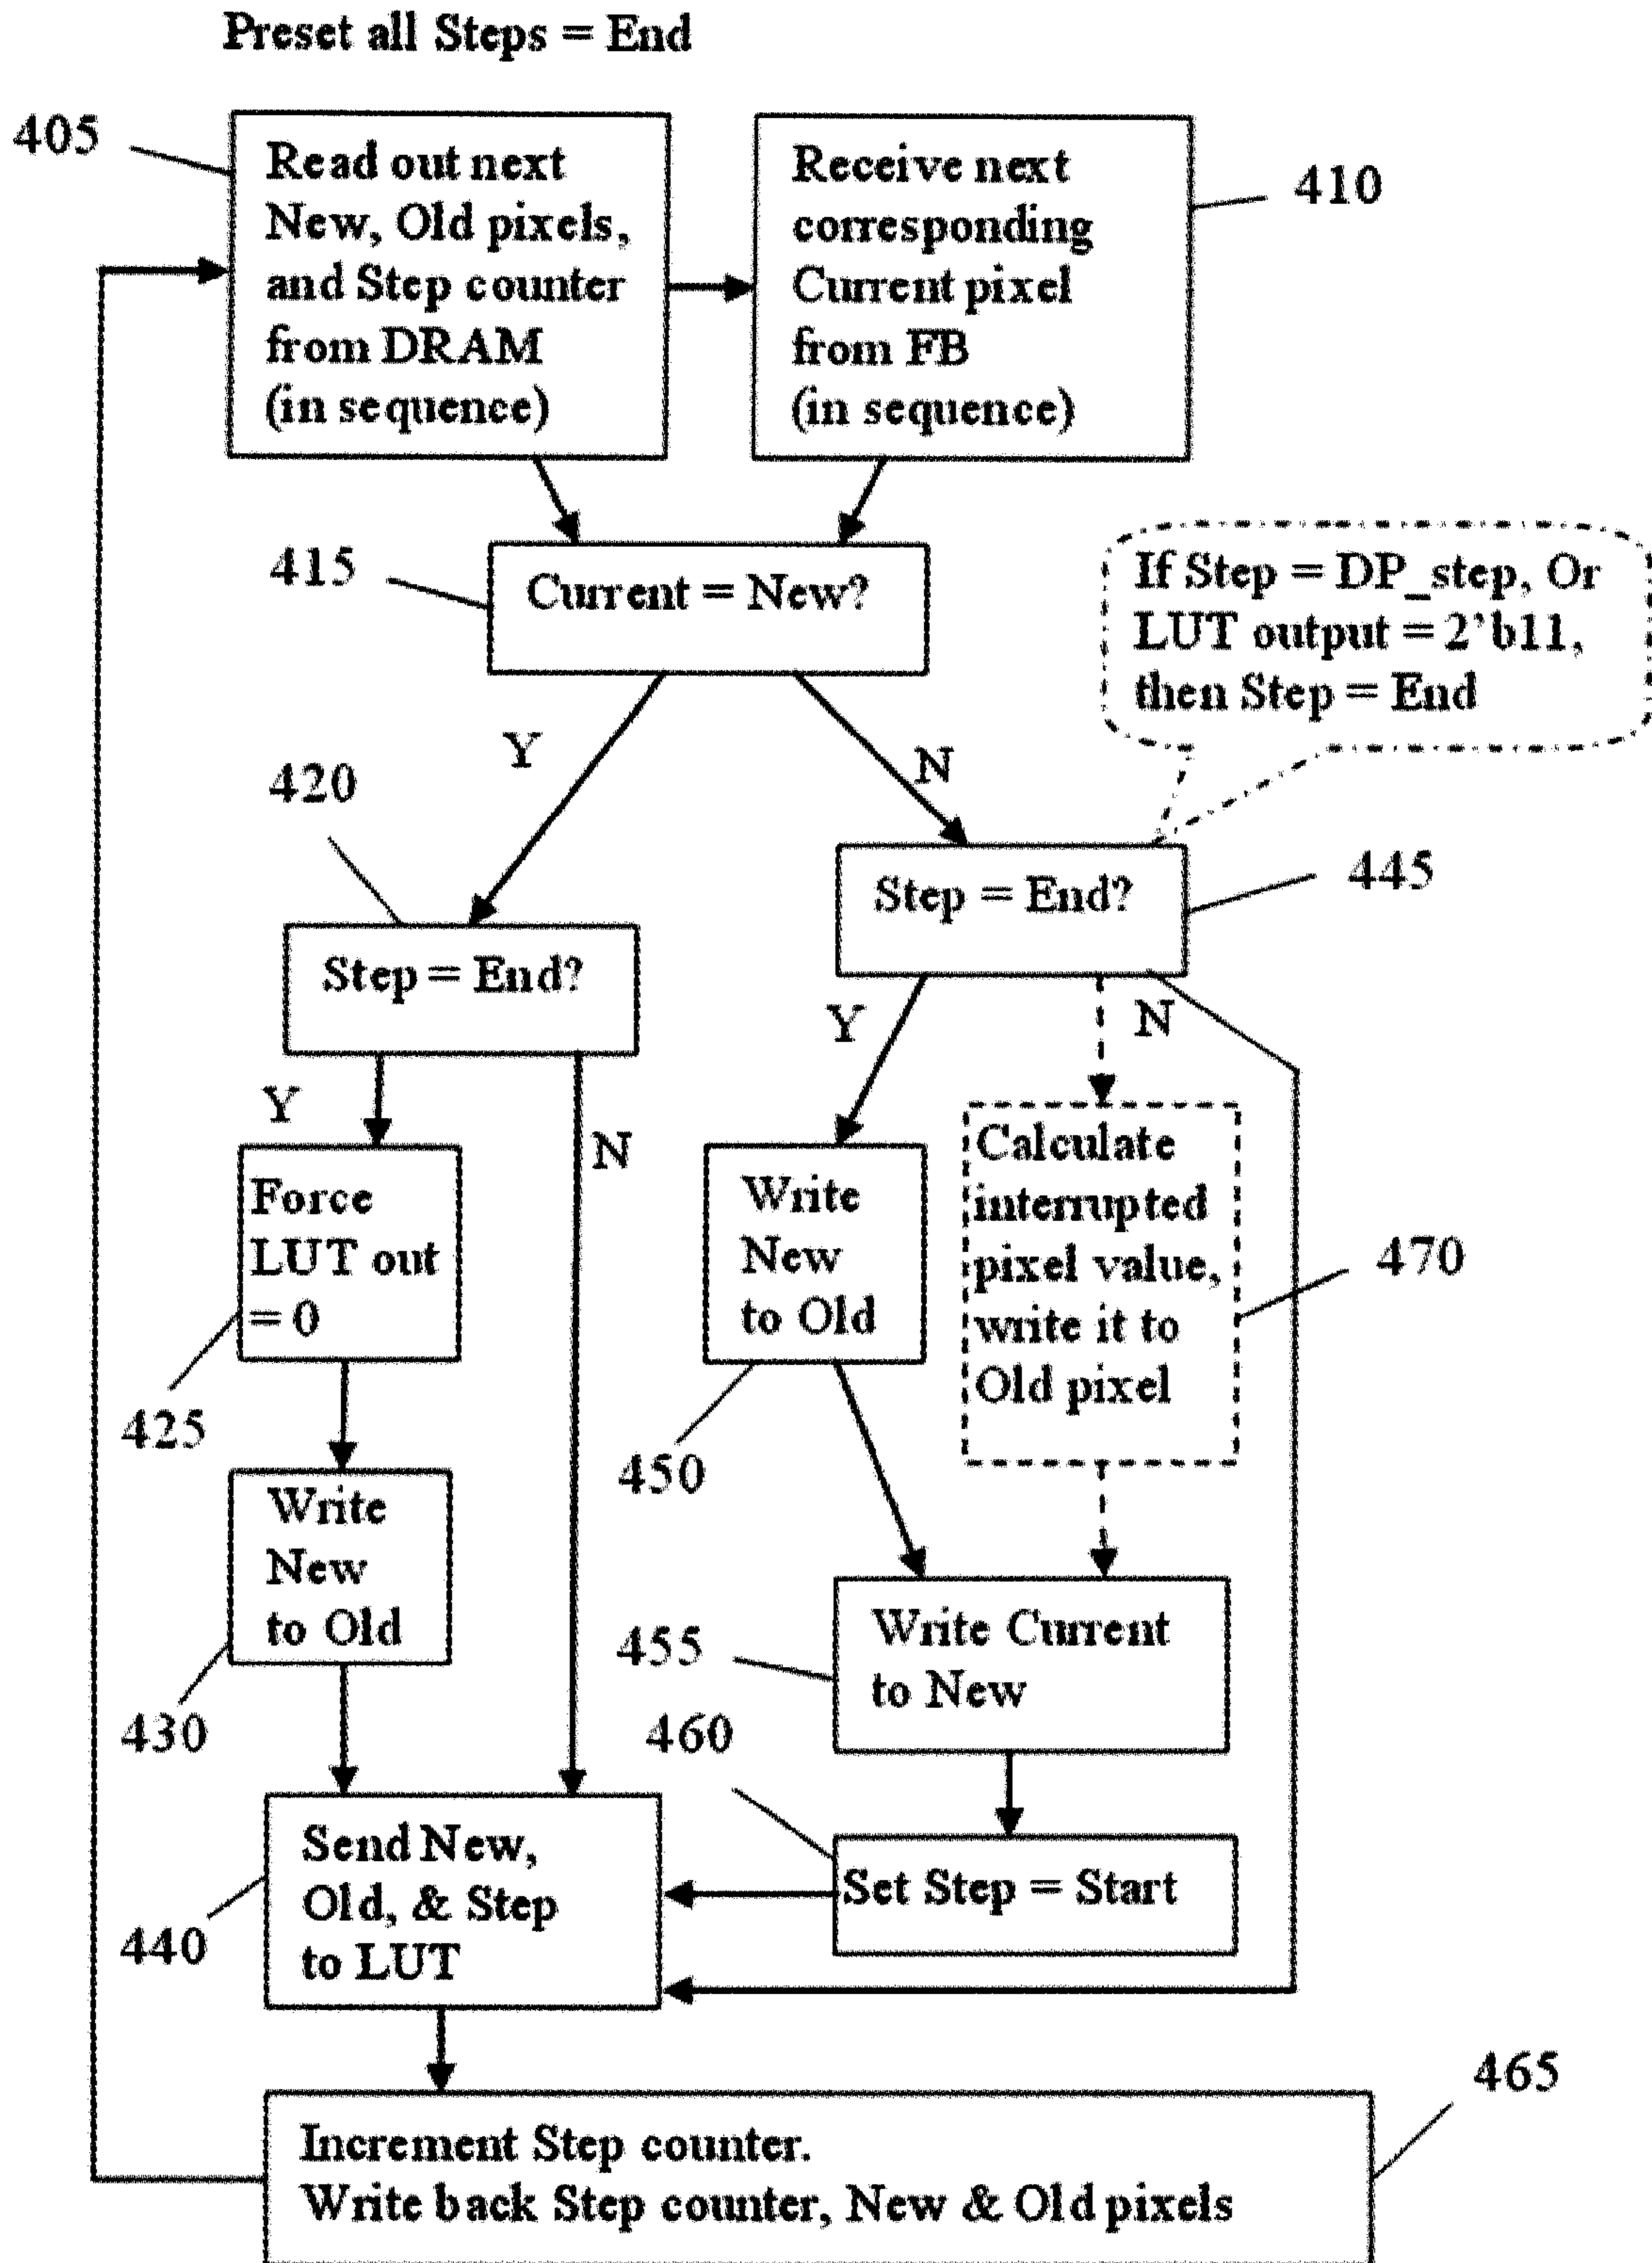 Preset all Steps = End
405
Read out next
New, Old pixels,
and Step counter
from DRAM
(in sequence)
Receive next
corresponding
Current pixel
from FB
(in sequence)
410
415
Current = New?
If Step = DP_step, Or
LUT output = 2’b11,
then Step = End
Y
N
420
Step = End?
445
Step = End?
Y
N
Y
N
Force
LUT out
= 0
425
Write
New
to Old
450
Calculate
interrupted
pixel value,
write it to
Old pixel
470
Write
New
to Old
430
455
Write Current
to New
460
Set Step = Start
Send New,
Old, & Step
to LUT
440
465
Increment Step counter.
Write back Step counter, New & Old pixels